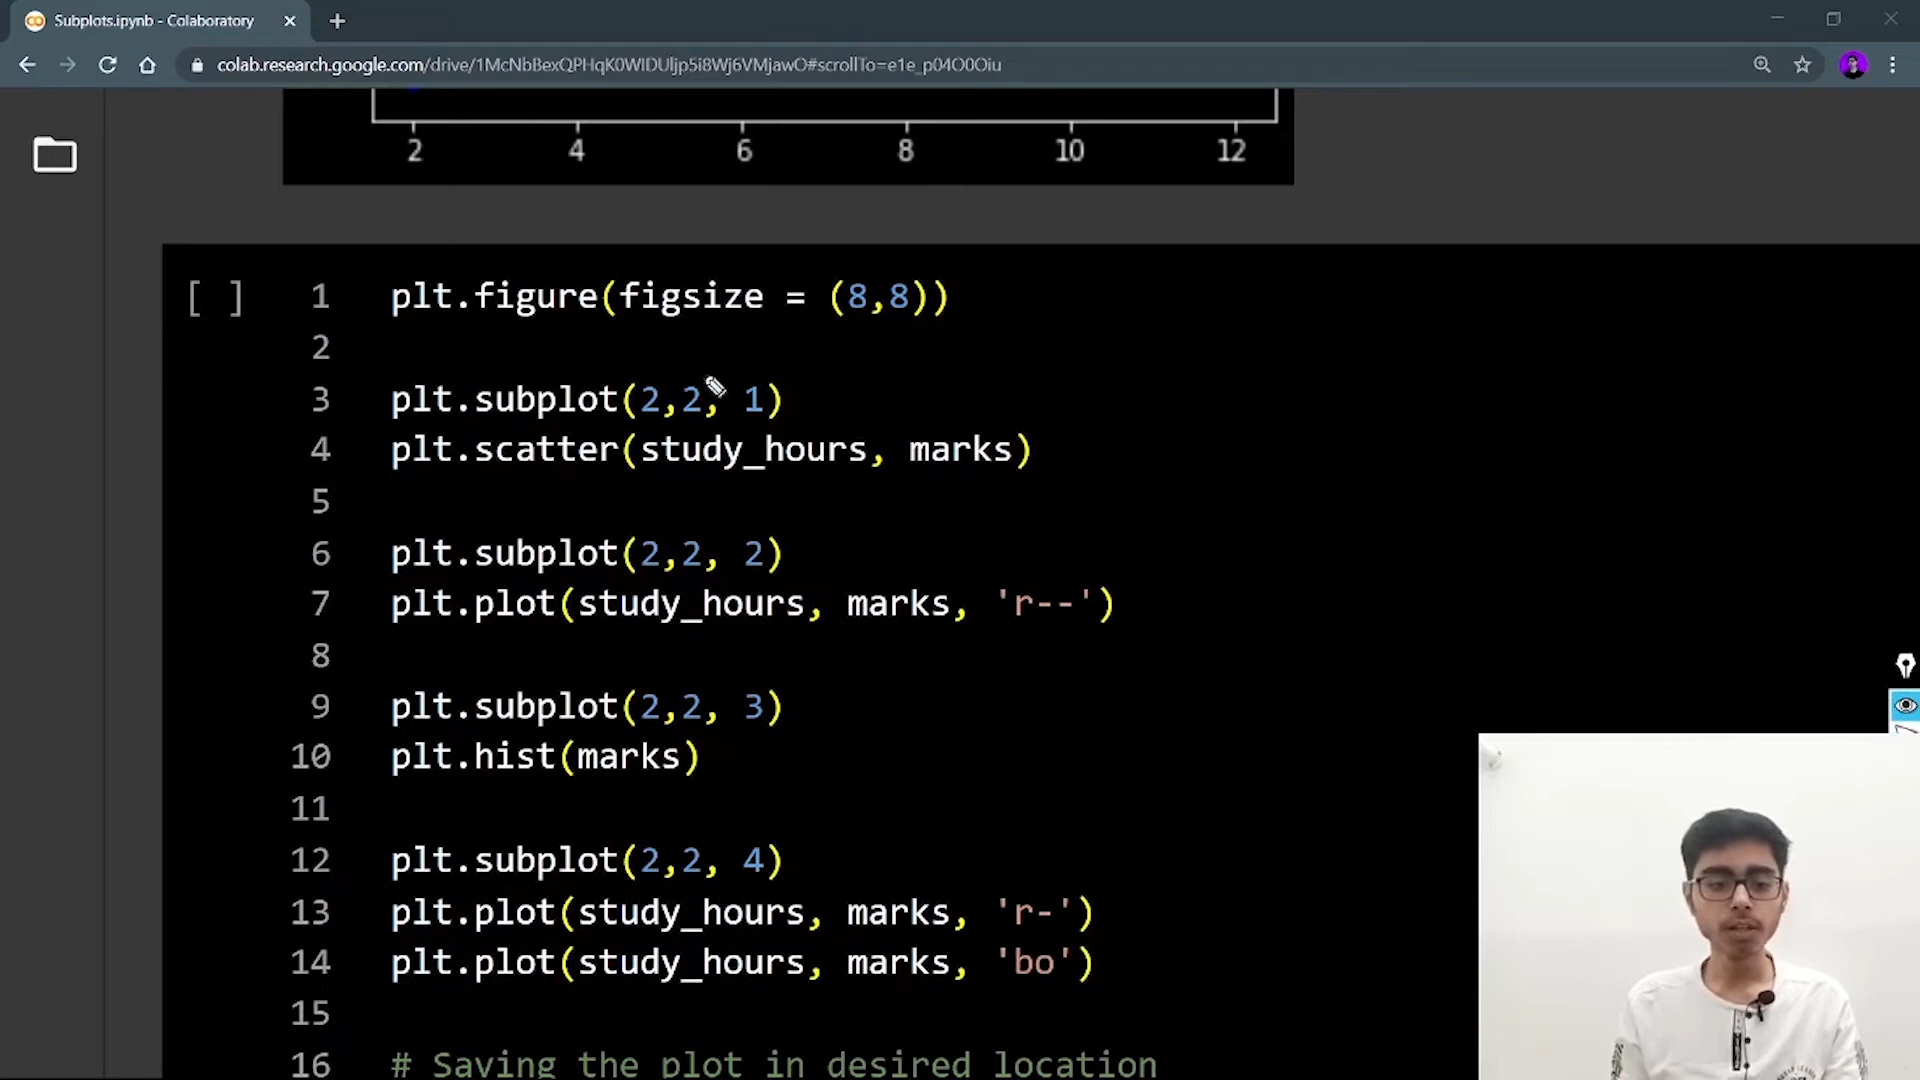 Subplots.ipynb - Colaboratory
colab.research.google.com/drive/1McNbBexQPHqK0WIDUljp5i8Wj6VMjawO#scrollTo=e1e_p04O0Oiu
2 4 6 8 10 12
[ ] 1 plt.figure(figsize = (8,8))
2
3 plt.subplot(2,2, 1)
4 plt.scatter(study_hours, marks)
5
6 plt.subplot(2,2, 2)
7 plt.plot(study_hours, marks, 'r--')
8
9 plt.subplot(2,2, 3)
10 plt.hist(marks)
11
12 plt.subplot(2,2, 4)
13 plt.plot(study_hours, marks, 'r-')
14 plt.plot(study_hours, marks, 'bo')
15
16 # Saving the plot in desired location